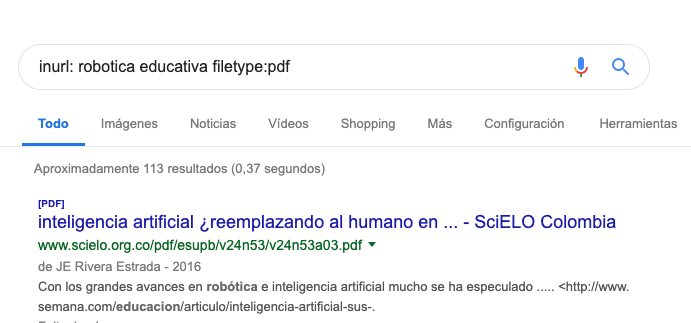 inurl: robotica educativa filetype:pdf
Todo Imágenes Noticias Vídeos Shopping Más Configuración Herramientas
Aproximadamente 113 resultados (0,37 segundos)
[PDF]
inteligencia artificial ¿reemplazando al humano en ... - SciELO Colombia
www.scielo.org.co/pdf/esupb/v24n53/v24n53a03.pdf
de JE Rivera Estrada - 2016
Con los grandes avances en robótica e inteligencia artificial mucho se ha especulado ..... <http://www.
semana.com/educacion/articulo/inteligencia-artificial-sus-.